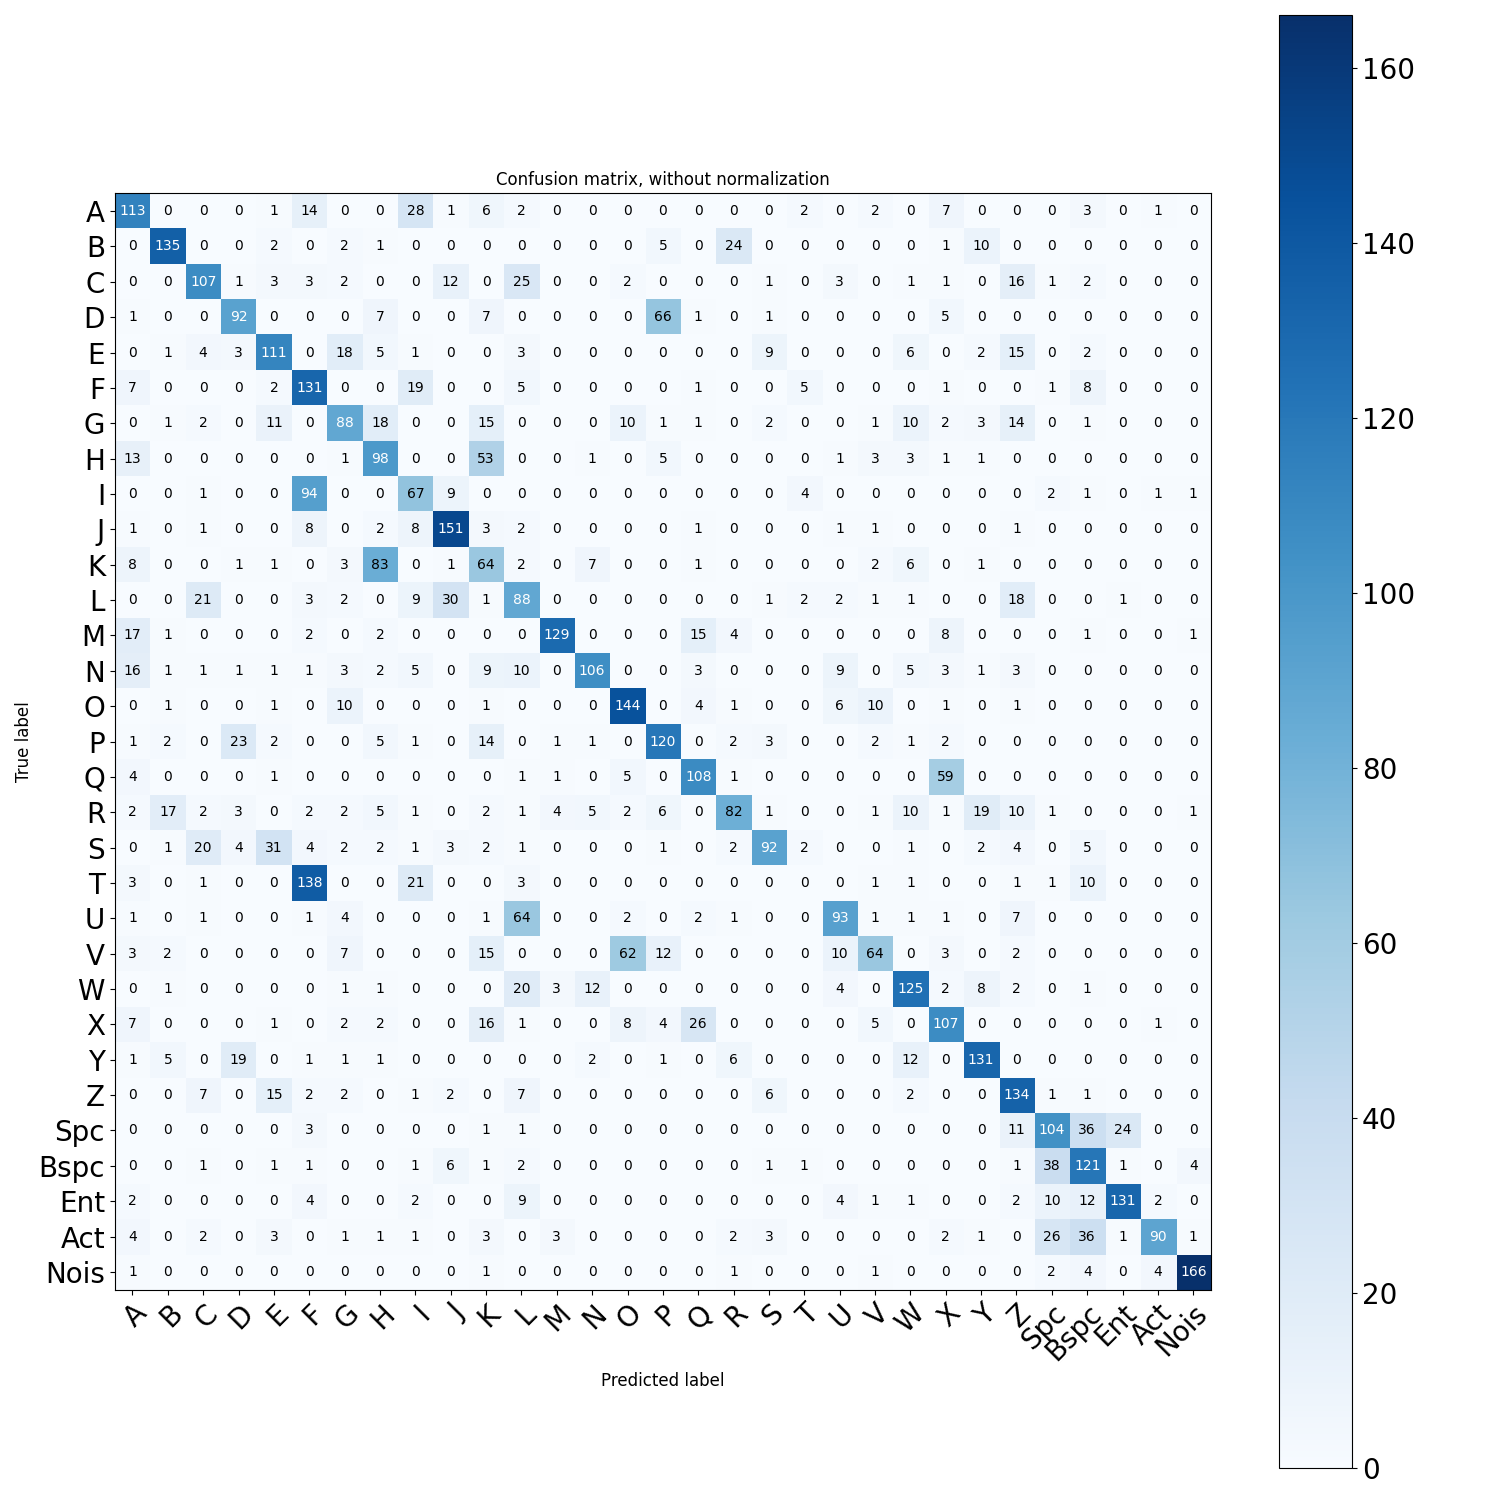 Confusion matrix, without normalization
A 113 0 0 0 1 14 0 0 28 1 6 2 0 0 0 0 0 0 0 2 0 2 0 7 0 0 0 3 0 1 0
B 0 135 0 0 2 0 2 1 0 0 0 0 0 0 0 5 0 24 0 0 0 0 0 1 10 0 0 0 0 0 0
C 0 0 107 1 3 3 2 0 0 12 0 25 0 0 2 0 0 0 1 0 3 0 1 1 0 16 1 2 0 0 0
D 1 0 0 92 0 0 0 7 0 0 7 0 0 0 0 66 1 0 1 0 0 0 0 5 0 0 0 0 0 0 0
E 0 1 4 3 111 0 18 5 1 0 0 3 0 0 0 0 0 0 9 0 0 0 6 0 2 15 0 2 0 0 0
F 7 0 0 0 2 131 0 0 19 0 0 5 0 0 0 0 1 0 0 5 0 0 0 1 0 0 1 8 0 0 0
G 0 1 2 0 11 0 88 18 0 0 15 0 0 0 10 1 1 0 2 0 0 1 10 2 3 14 0 1 0 0 0
H 13 0 0 0 0 0 1 98 0 0 53 0 0 1 0 5 0 0 0 0 1 3 3 1 1 0 0 0 0 0 0
I 0 0 1 0 0 94 0 0 67 9 0 0 0 0 0 0 0 0 0 4 0 0 0 0 0 0 2 1 0 1 1
J 1 0 1 0 0 8 0 2 8 151 3 2 0 0 0 0 1 0 0 0 1 1 0 0 0 1 0 0 0 0 0
K 8 0 0 1 1 0 3 83 0 1 64 2 0 7 0 0 1 0 0 0 0 2 6 0 1 0 0 0 0 0 0
L 0 0 21 0 0 3 2 0 9 30 1 88 0 0 0 0 0 0 1 2 2 1 1 0 0 18 0 0 1 0 0
M 17 1 0 0 0 2 0 2 0 0 0 0 129 0 0 0 15 4 0 0 0 0 0 8 0 0 0 1 0 0 1
N 16 1 1 1 1 1 3 2 5 0 9 10 0 106 0 0 3 0 0 0 9 0 5 3 1 3 0 0 0 0 0
O 0 1 0 0 1 0 10 0 0 0 1 0 0 0 144 0 4 1 0 0 6 10 0 1 0 1 0 0 0 0 0
P 1 2 0 23 2 0 0 5 1 0 14 0 1 1 0 120 0 2 3 0 0 2 1 2 0 0 0 0 0 0 0
Q 4 0 0 0 1 0 0 0 0 0 0 1 1 0 5 0 108 1 0 0 0 0 0 59 0 0 0 0 0 0 0
R 2 17 2 3 0 2 2 5 1 0 2 1 4 5 2 6 0 82 1 0 0 1 10 1 19 10 1 0 0 0 1
S 0 1 20 4 31 4 2 2 1 3 2 1 0 0 0 1 0 2 92 2 0 0 1 0 2 4 0 5 0 0 0
T 3 0 1 0 0 138 0 0 21 0 0 3 0 0 0 0 0 0 0 0 0 1 1 0 0 1 1 10 0 0 0
U 1 0 1 0 0 1 4 0 0 0 1 64 0 0 2 0 2 1 0 0 93 1 1 1 0 7 0 0 0 0 0
V 3 2 0 0 0 0 7 0 0 0 15 0 0 0 62 12 0 0 0 0 10 64 0 3 0 2 0 0 0 0 0
W 0 1 0 0 0 0 1 1 0 0 0 20 3 12 0 0 0 0 0 0 4 0 125 2 8 2 0 1 0 0 0
X 7 0 0 0 1 0 2 2 0 0 16 1 0 0 8 4 26 0 0 0 0 5 0 107 0 0 0 0 0 1 0
Y 1 5 0 19 0 1 1 1 0 0 0 0 0 2 0 1 0 6 0 0 0 0 12 0 131 0 0 0 0 0 0
Z 0 0 7 0 15 2 2 0 1 2 0 7 0 0 0 0 0 0 6 0 0 0 2 0 0 134 1 1 0 0 0
Spc 0 0 0 0 0 3 0 0 0 0 1 1 0 0 0 0 0 0 0 0 0 0 0 0 0 11 104 36 24 0 0
Bspc 0 0 1 0 1 1 0 0 1 6 1 2 0 0 0 0 0 0 1 1 0 0 0 0 0 1 38 121 1 0 4
Ent 2 0 0 0 0 4 0 0 2 0 0 9 0 0 0 0 0 0 0 0 4 1 1 0 0 2 10 12 131 2 0
Act 4 0 2 0 3 0 1 1 1 0 3 0 3 0 0 0 0 2 3 0 0 0 0 2 1 0 26 36 1 90 1
Nois 1 0 0 0 0 0 0 0 0 0 1 0 0 0 0 0 0 1 0 0 0 1 0 0 0 0 2 4 0 4 166
A B C D E F G H I J K L M N O P Q R S T U V W X Y Z Spc Bspc Ent Act Nois
Predicted label
True label
160
140
120
100
80
60
40
20
0